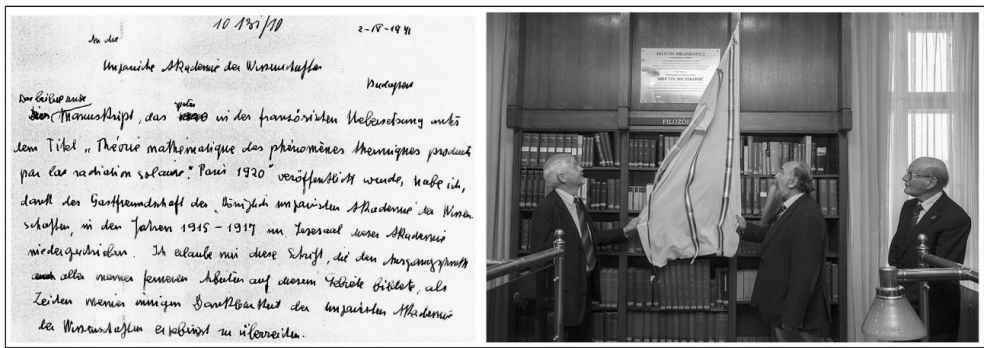 10 131/10
2-IV-1941
An die
Ungarische Akademie der Wissenschaften
Budapest
Das beiliegende
Manuskript, das später in der französischen Uebersetzung unter
dem Titel „Théorie mathematique des phénomènes thermiques produits
par la radiation solaire". Paris 1920" veröffentlicht wurde, habe ich,
dank der Gastfreundschaft der „Königlich ungarischen Akademie" der Wissen-
schaften, in den Jahren 1915 - 1917 im Lesesaal dieser Akademie
niedergeschrieben. Ich erlaube mir diese Schrift, die den Ausgangspunkt
aller meiner ferneren Arbeiten auf diesem Gebiete bildete, als
Zeichen meiner innigen Dankbarkeit der ungarischen Akademie
der Wissenschaften ergebenst zu überreichen.
MILUTIN MILANKOVIĆ
FILOZÓF